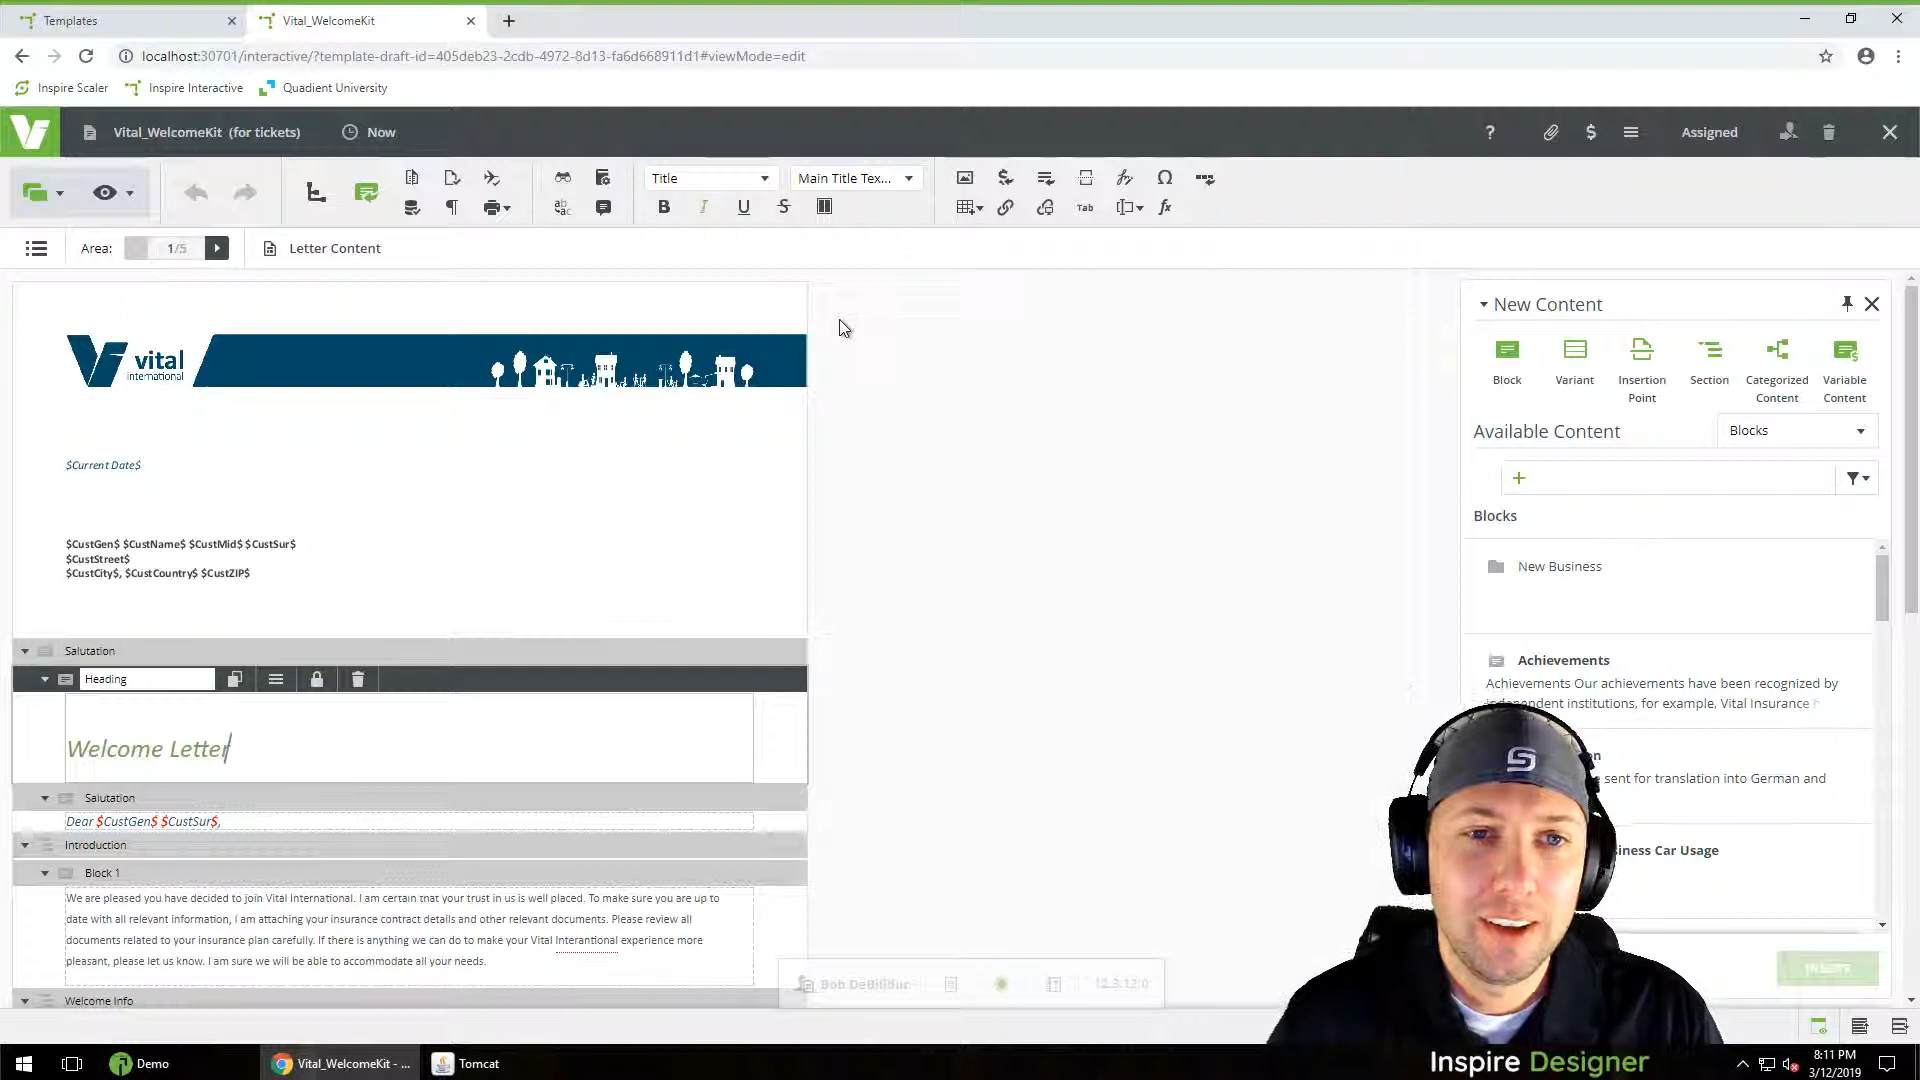 Templates
Vital_WelcomeKit
localhost:30701/interactive/?template-draft-id=405deb23-2cdb-4972-8d13-fa6d668911d1#viewMode=edit
Inspire Scaler
Inspire Interactive
Quadient University
Vital_WelcomeKit (for tickets)
Now
?
$
Assigned
Title
Main Title Tex...
B I U S
Tab
fx
Area:
1/5
Letter Content
vital
international
$Current Date$
$CustGen$ $CustName$ $CustMid$ $CustSur$
$CustStreet$
$CustCity$, $CustCountry$ $CustZIP$
Salutation
Heading
Welcome Letter
Salutation
Dear $CustGen$ $CustSur$,
Introduction
Block 1
We are pleased you have decided to join Vital International. I am certain that your trust in us is well placed. To make sure you are up to
date with all relevant information, I am attaching your insurance contract details and other relevant documents. Please review all
documents related to your insurance plan carefully. If there is anything we can do to make your Vital Interantional experience more
pleasant, please let us know. I am sure we will be able to accommodate all your needs.
Welcome Info
12.3.12.0
New Content
Block
Variant
Insertion
Point
Section
Categorized
Content
Variable
Content
Available Content
Blocks
Blocks
New Business
Achievements
Achievements Our achievements have been recognized by
independent institutions, for example, Vital Insurance
sent for translation into German and
Car Usage
INSERT
Demo
Vital_WelcomeKit - ...
Tomcat
Inspire Designer
8:11 PM
3/12/2019